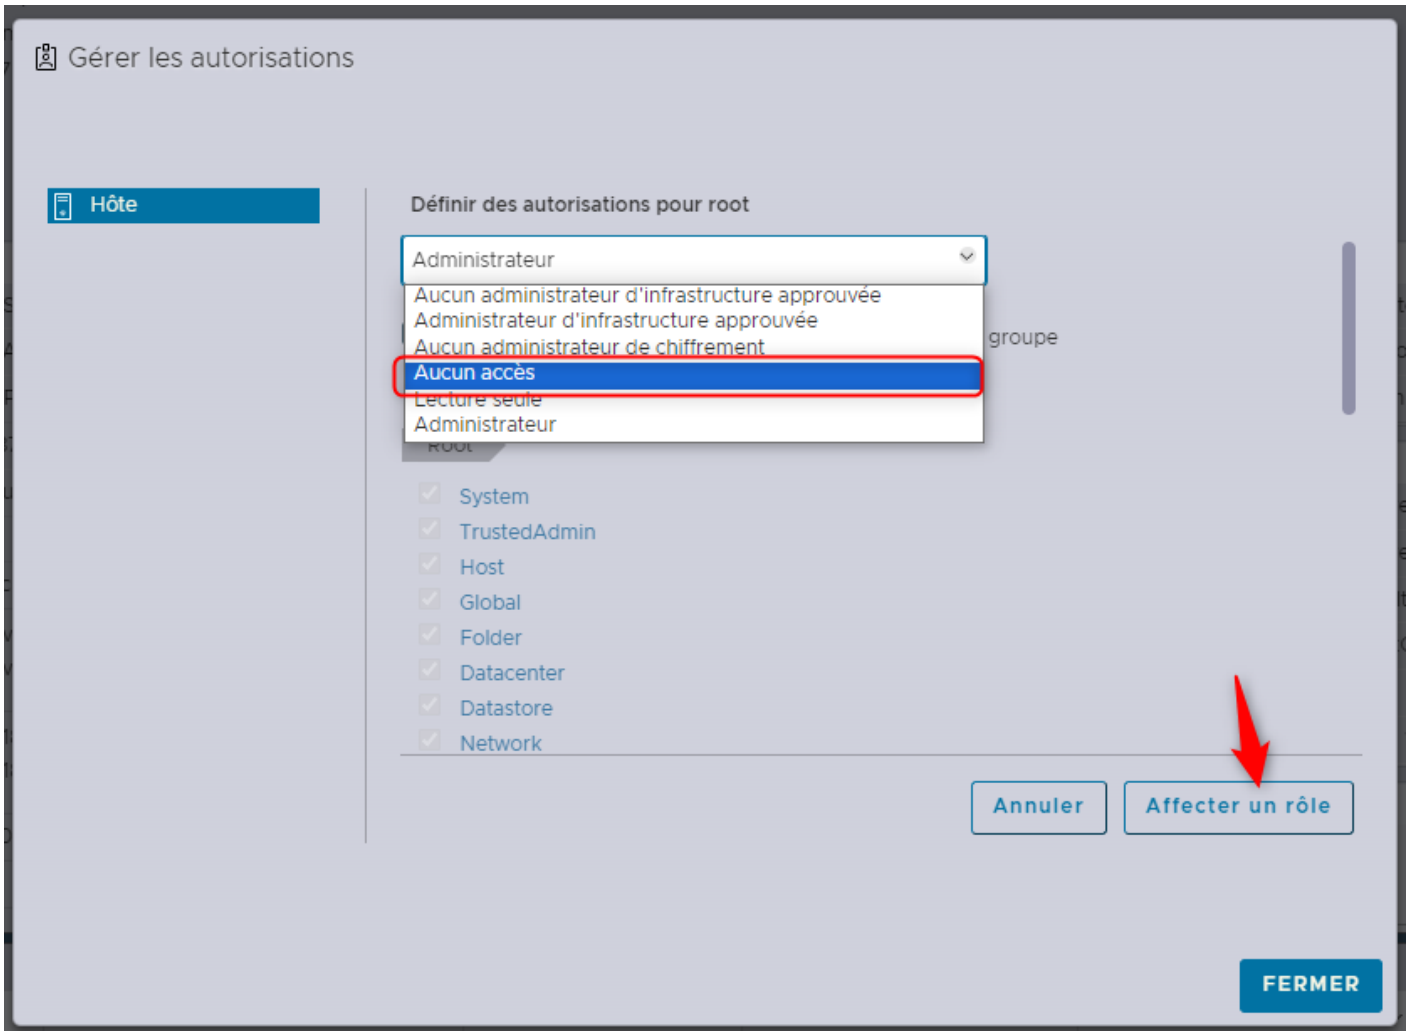 Gérer les autorisations
Hôte
Définir des autorisations pour root
Administrateur
Aucun administrateur d'infrastructure approuvée
Administrateur d'infrastructure approuvée
groupe
Aucun administrateur de chiffrement
Aucun accès
Lecture seule
Administrateur
Root
System
TrustedAdmin
Host
Global
Folder
Datacenter
Datastore
Network
Annuler
Affecter un rôle
FERMER